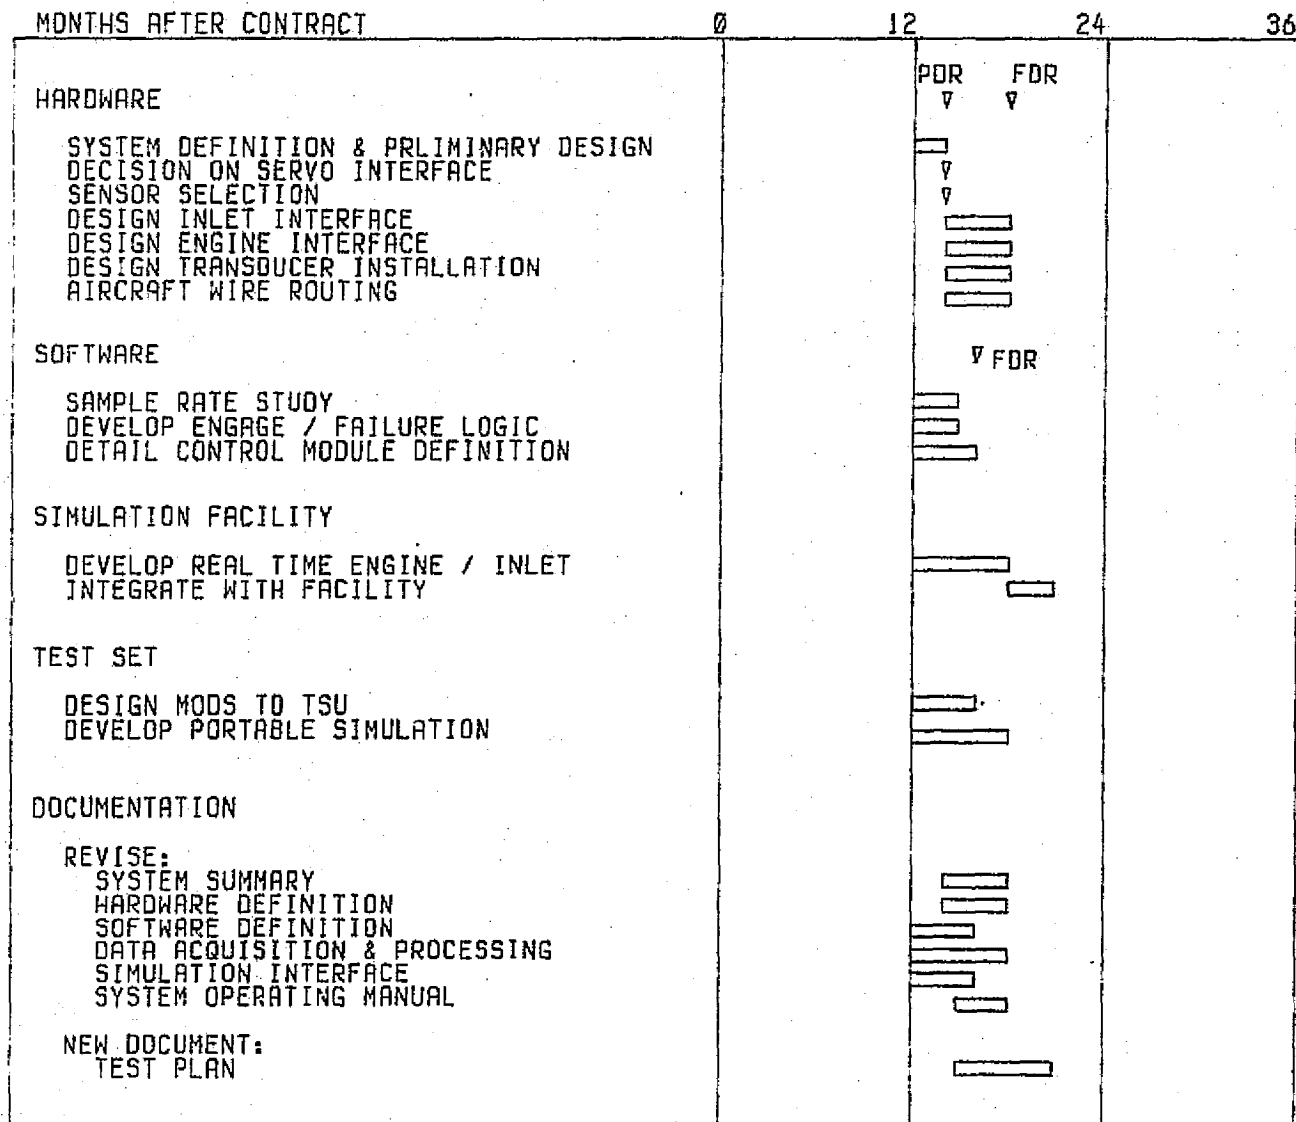 MONTHS AFTER CONTRACT 0 12 24 36
PDR FDR
HARDWARE
SYSTEM DEFINITION & PRLIMINARY DESIGN
DECISION ON SERVO INTERFACE
SENSOR SELECTION
DESIGN INLET INTERFACE
DESIGN ENGINE INTERFACE
DESIGN TRANSDUCER INSTALLATION
AIRCRAFT WIRE ROUTING
SOFTWARE
FDR
SAMPLE RATE STUDY
DEVELOP ENGAGE / FAILURE LOGIC
DETAIL CONTROL MODULE DEFINITION
SIMULATION FACILITY
DEVELOP REAL TIME ENGINE / INLET
INTEGRATE WITH FACILITY
TEST SET
DESIGN MODS TO TSU
DEVELOP PORTABLE SIMULATION
DOCUMENTATION
REVISE:
SYSTEM SUMMARY
HARDWARE DEFINITION
SOFTWARE DEFINITION
DATA ACQUISITION & PROCESSING
SIMULATION INTERFACE
SYSTEM OPERATING MANUAL
NEW DOCUMENT:
TEST PLAN